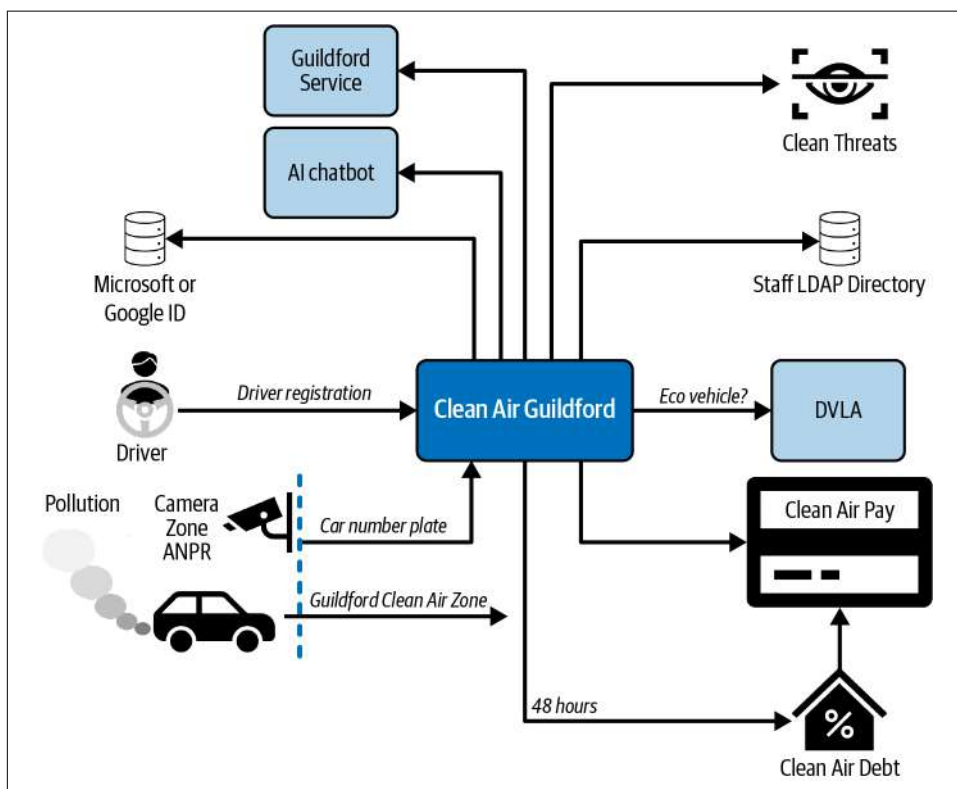 Guildford
Service
Clean Threats
AI chatbot
Microsoft or
Google ID
Staff LDAP Directory
Driver registration
Clean Air Guildford
Eco vehicle?
DVLA
Driver
Pollution
Camera
Zone
ANPR
Car number plate
Clean Air Pay
Guildford Clean Air Zone
48 hours
%
Clean Air Debt